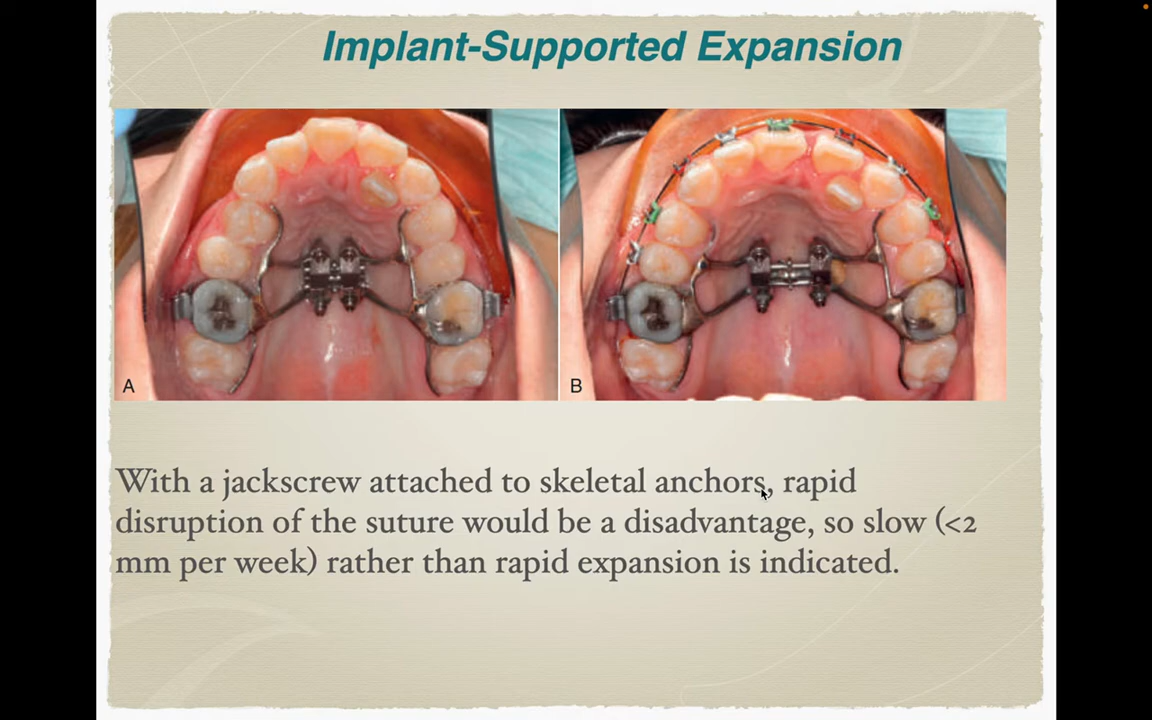 Implant-Supported Expansion
A
B
With a jackscrew attached to skeletal anchors, rapid
disruption of the suture would be a disadvantage, so slow (<2
mm per week) rather than rapid expansion is indicated.